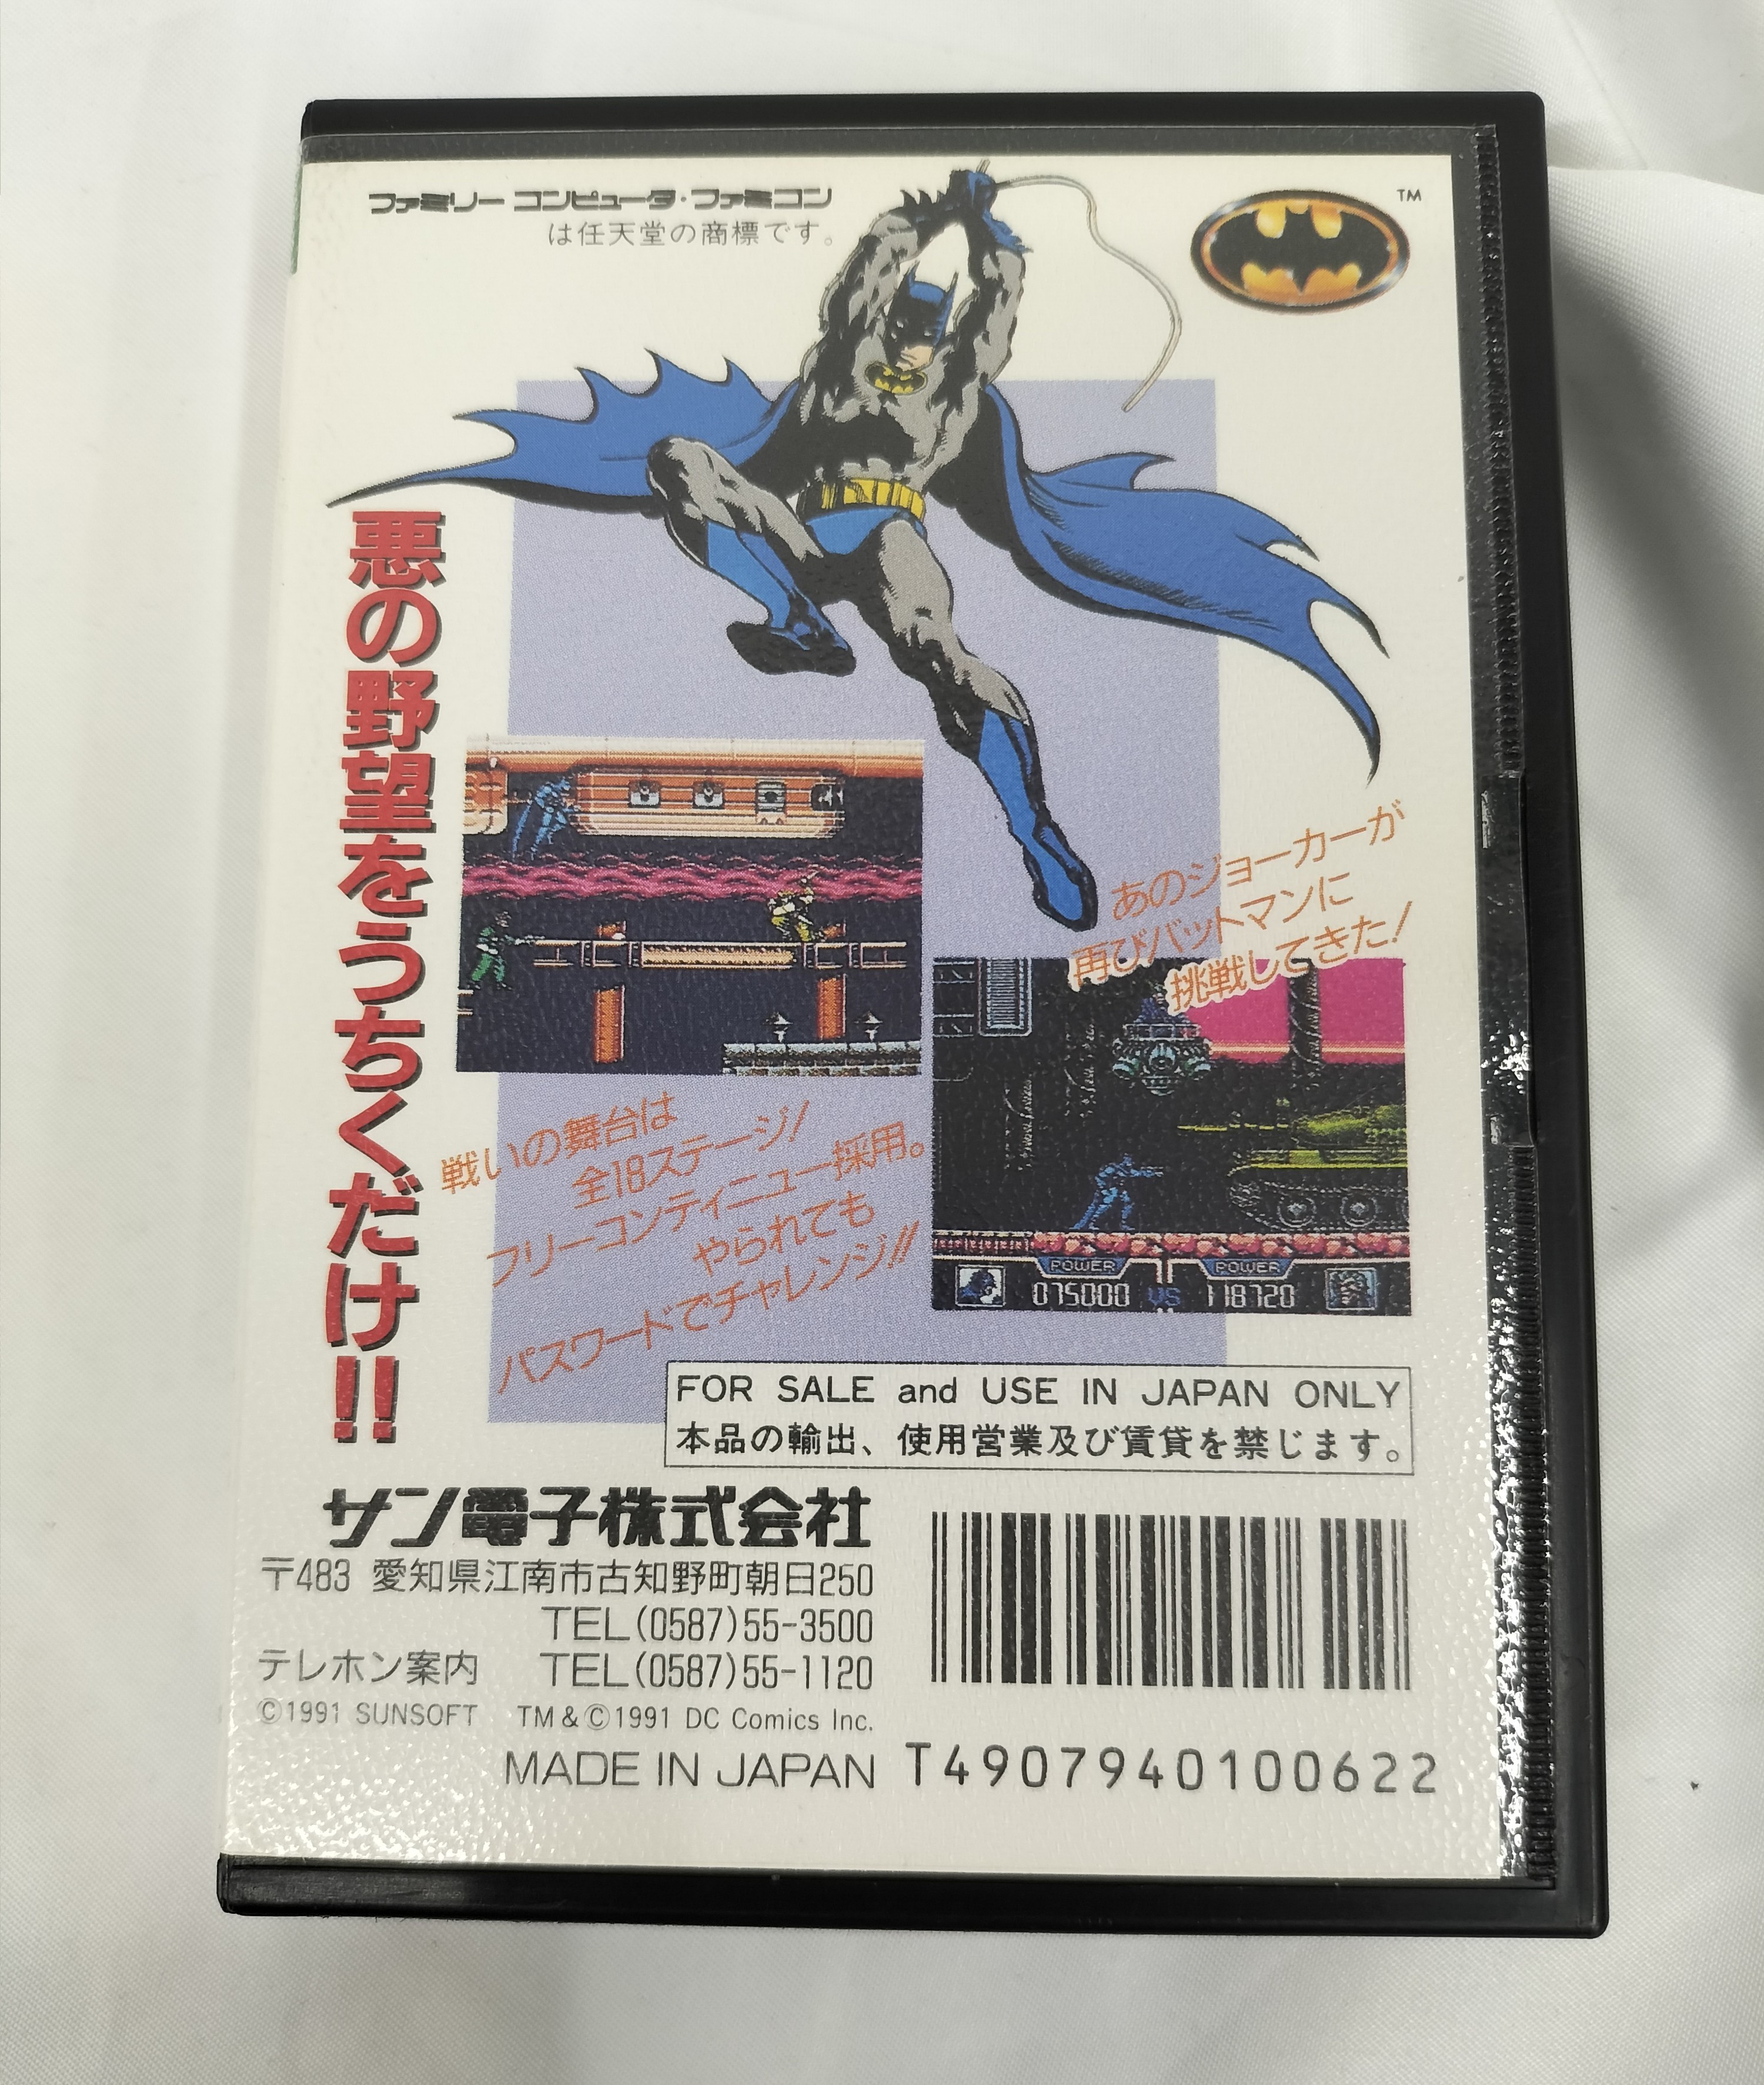 ファミリー コンピュータ・ファミコン
は任天堂の商標です。
TM
悪の野望をうちくだけ!!
あのジョーカーが
再びバットマンに
挑戦してきた!
戦いの舞台は
全18ステージ!
フリーコンティニュー採用。
やられても
パスワードでチャレンジ!!
POWER POWER
075000 VS 118720
FOR SALE and USE IN JAPAN ONLY
本品の輸出、使用営業及び賃貸を禁じます。
サン電子株式会社
〒483 愛知県江南市古知野町朝日250
TEL(0587)55-3500
テレホン案内 TEL(0587)55-1120
©1991 SUNSOFT TM&©1991 DC Comics Inc.
MADE IN JAPAN
T4907940100622